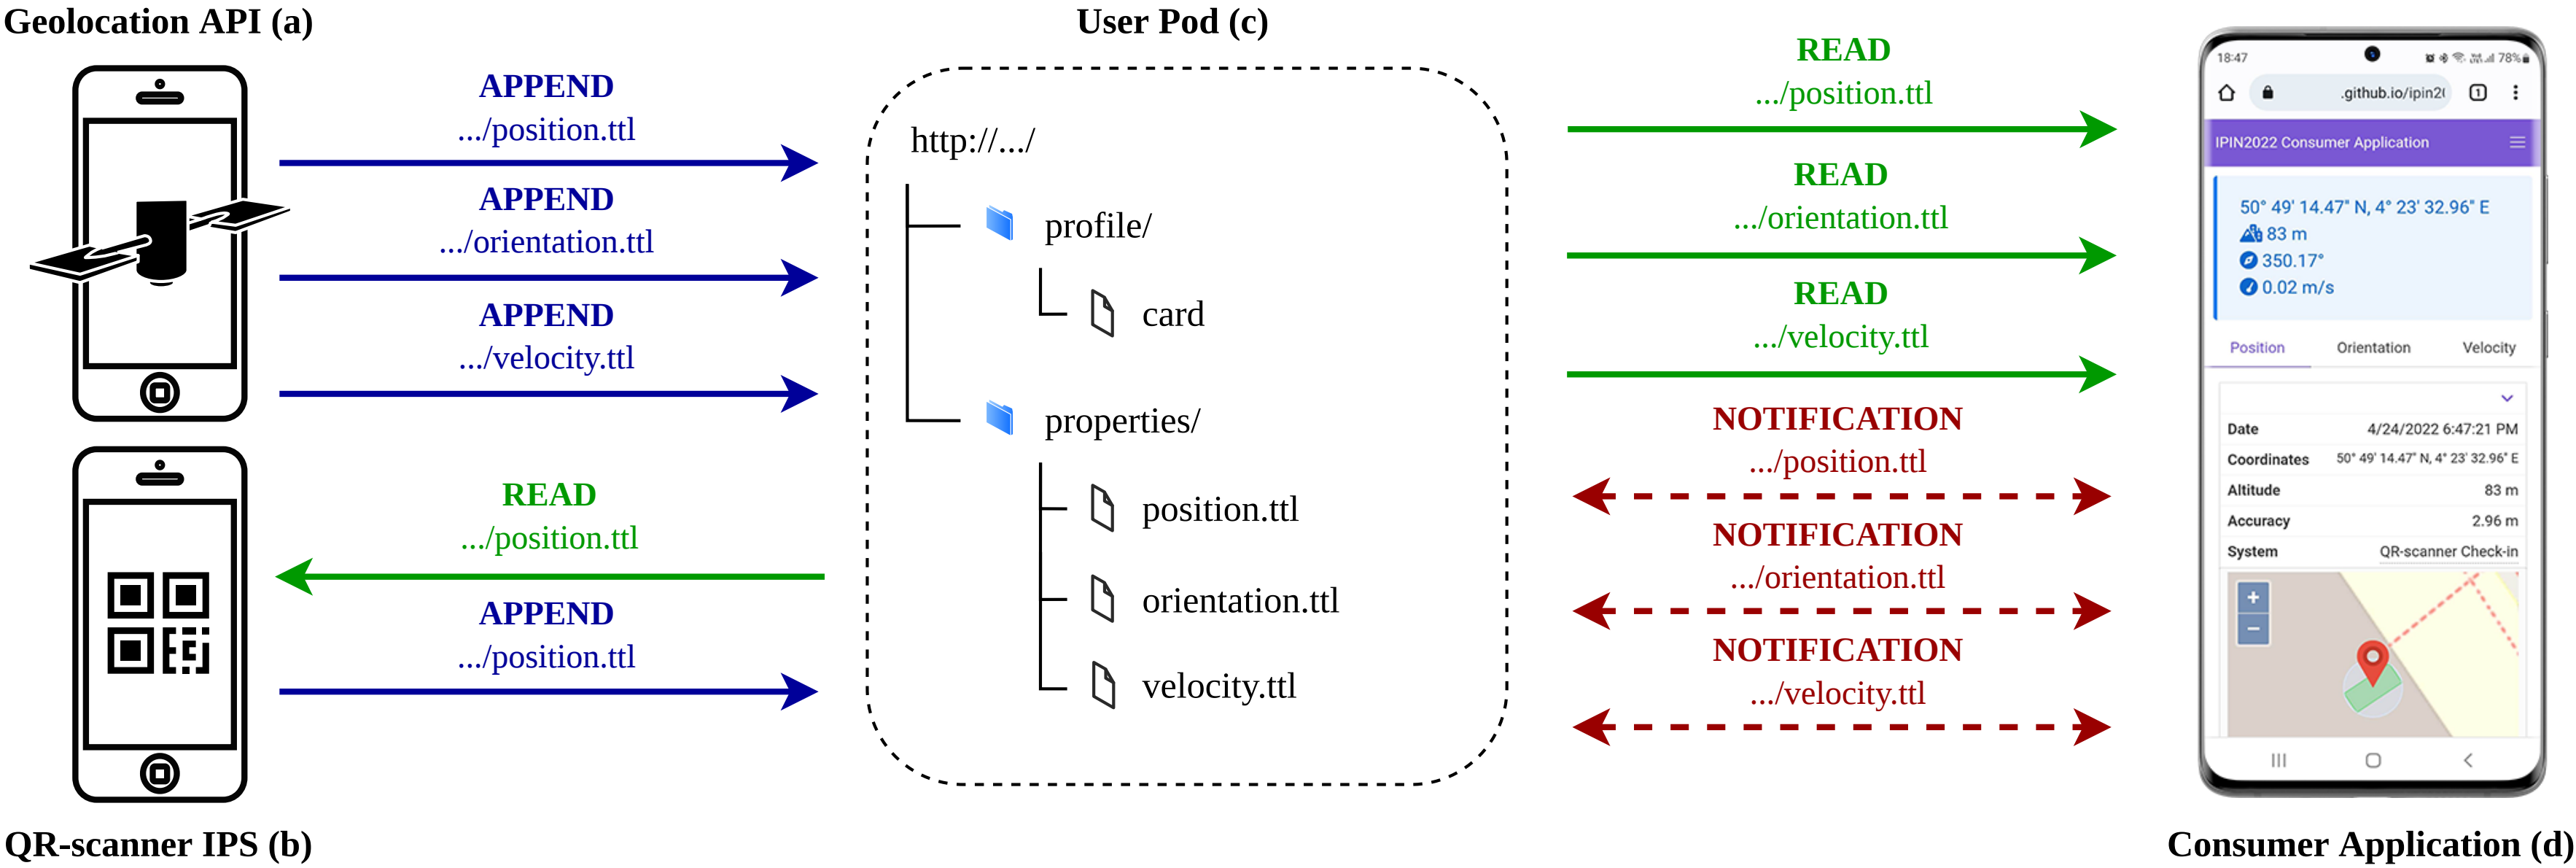 Geolocation API (a)
APPEND
.../position.ttl
APPEND
.../orientation.ttl
APPEND
.../velocity.ttl
READ
.../position.ttl
APPEND
.../position.ttl
QR-scanner IPS (b)
User Pod (c)
http://.../
profile/
card
properties/
position.ttl
orientation.ttl
velocity.ttl
READ
.../position.ttl
READ
.../orientation.ttl
READ
.../velocity.ttl
NOTIFICATION
.../position.ttl
NOTIFICATION
.../orientation.ttl
NOTIFICATION
.../velocity.ttl
18:47 78%
.github.io/ipin2 1
IPIN2022 Consumer Application
50° 49' 14.47" N, 4° 23' 32.96" E
83 m
350.17°
0.02 m/s
Position Orientation Velocity
Date 4/24/2022 6:47:21 PM
Coordinates 50° 49' 14.47" N, 4° 23' 32.96" E
Altitude 83 m
Accuracy 2.96 m
System QR-scanner Check-in
+
−
Consumer Application (d)